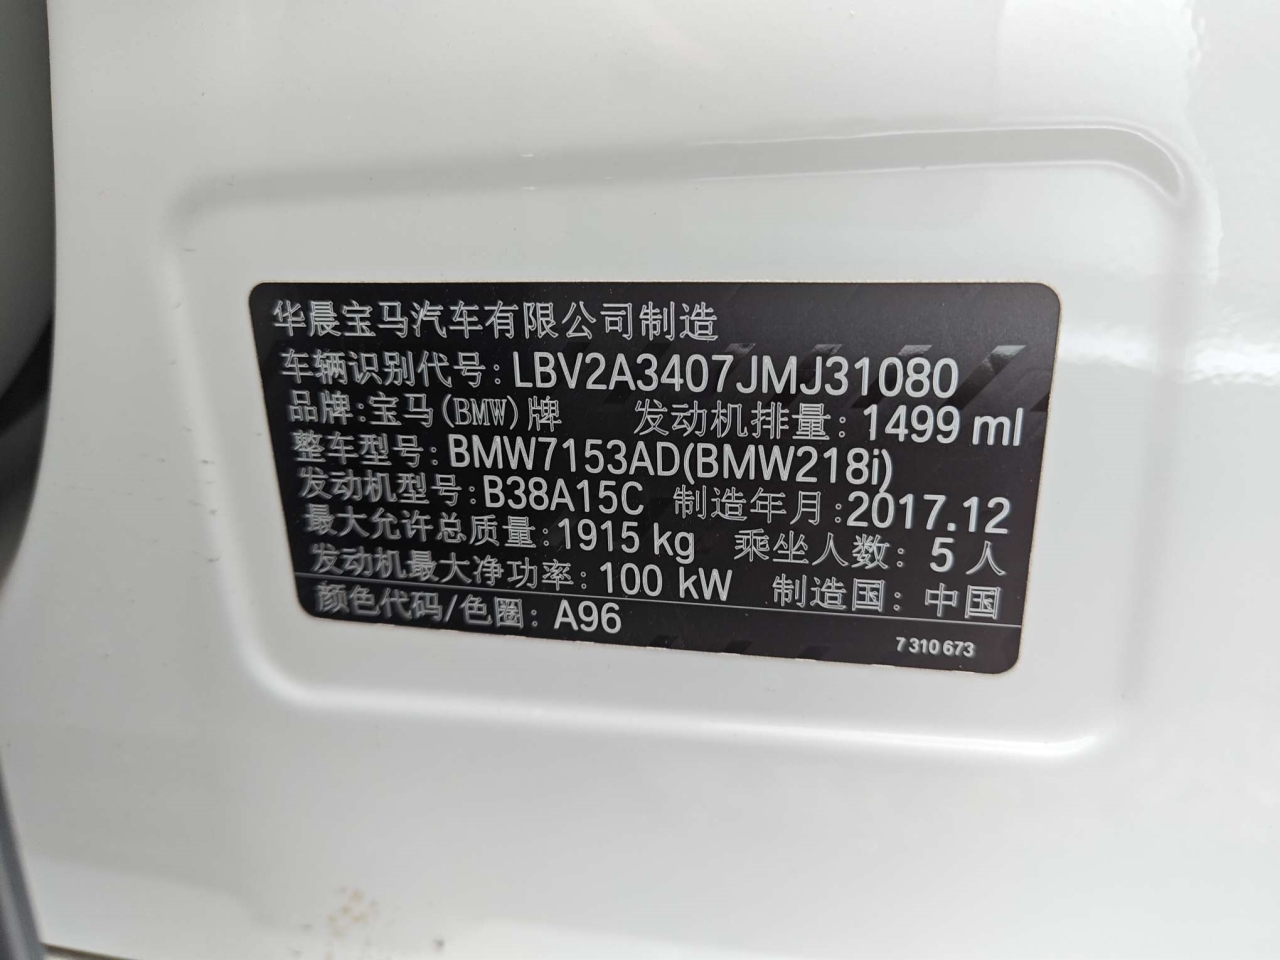 华晨宝马汽车有限公司制造
车辆识别代号: LBV2A3407JMJ31080
品牌: 宝马(BMW)牌 发动机排量: 1499 ml
整车型号: BMW7153AD(BMW218i)
发动机型号: B38A15C 制造年月: 2017.12
最大允许总质量: 1915 kg 乘坐人数: 5 人
发动机最大净功率: 100 kW 制造国: 中国
颜色代码/色圈: A96
7 310 673